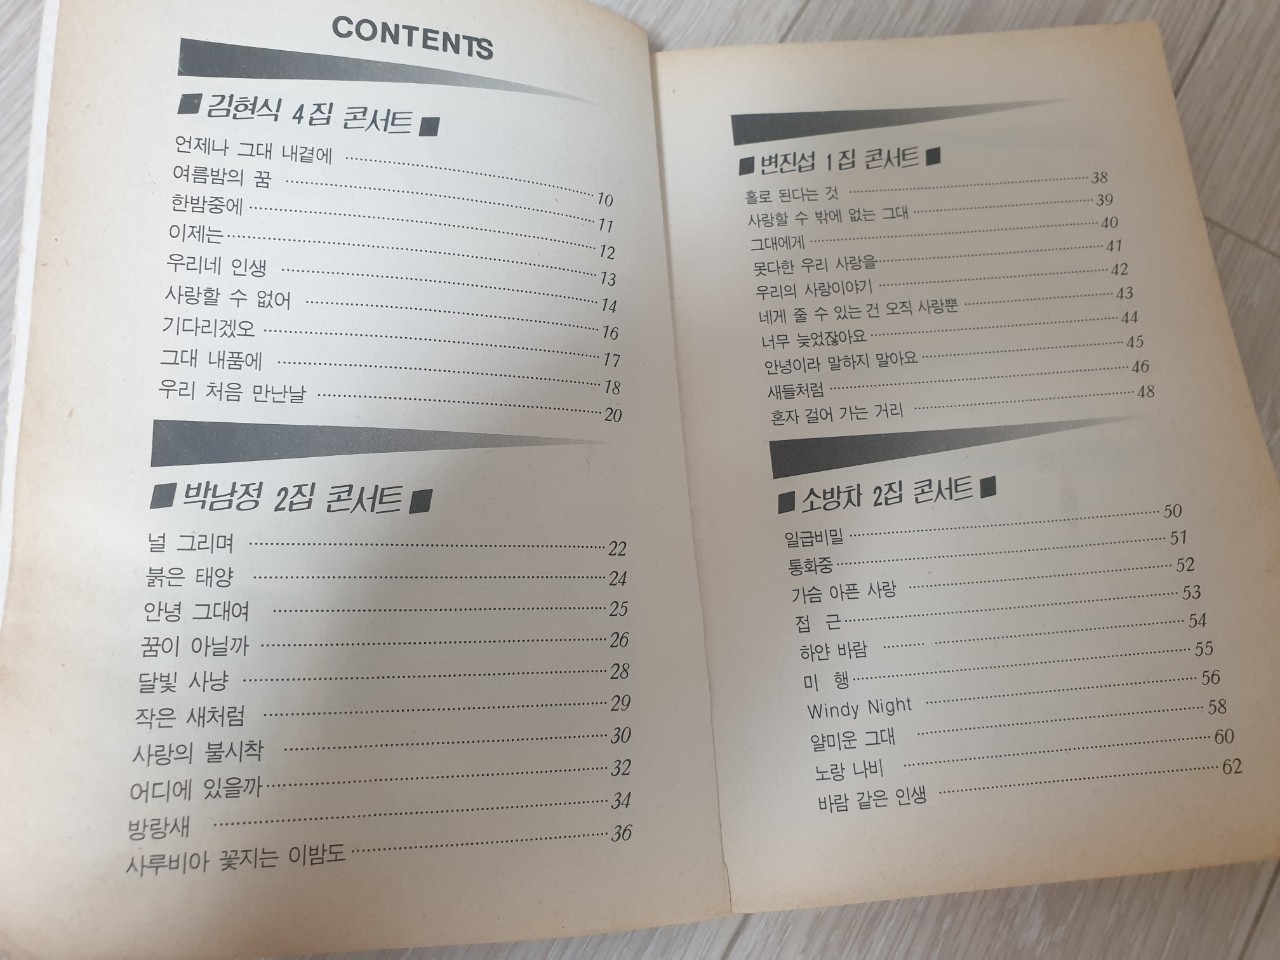 CONTENTS
■ 김현식 4집 콘서트 ■
언제나 그대 내곁에 10
여름밤의 꿈 11
한밤중에 12
이제는 13
우리네 인생 14
사랑할 수 없어 16
기다리겠오 17
그대 내품에 18
우리 처음 만난날 20
■ 박남정 2집 콘서트 ■
널 그리며 22
붉은 태양 24
안녕 그대여 25
꿈이 아닐까 26
달빛 사냥 28
작은 새처럼 29
사랑의 불시착 30
어디에 있을까 32
방랑새 34
사루비아 꽃지는 이밤도 36
■ 변진섭 1집 콘서트 ■
홀로 된다는 것 38
사랑할 수 밖에 없는 그대 39
그대에게 40
못다한 우리 사랑을 41
우리의 사랑이야기 42
네게 줄 수 있는 건 오직 사랑뿐 43
너무 늦었잖아요 44
안녕이라 말하지 말아요 45
새들처럼 46
혼자 걸어 가는 거리 48
■ 소방차 2집 콘서트 ■
일급비밀 50
통화중 51
가슴 아픈 사랑 52
접 근 53
하얀 바람 54
미 행 55
Windy Night 56
얄미운 그대 58
노랑 나비 60
바람 같은 인생 62